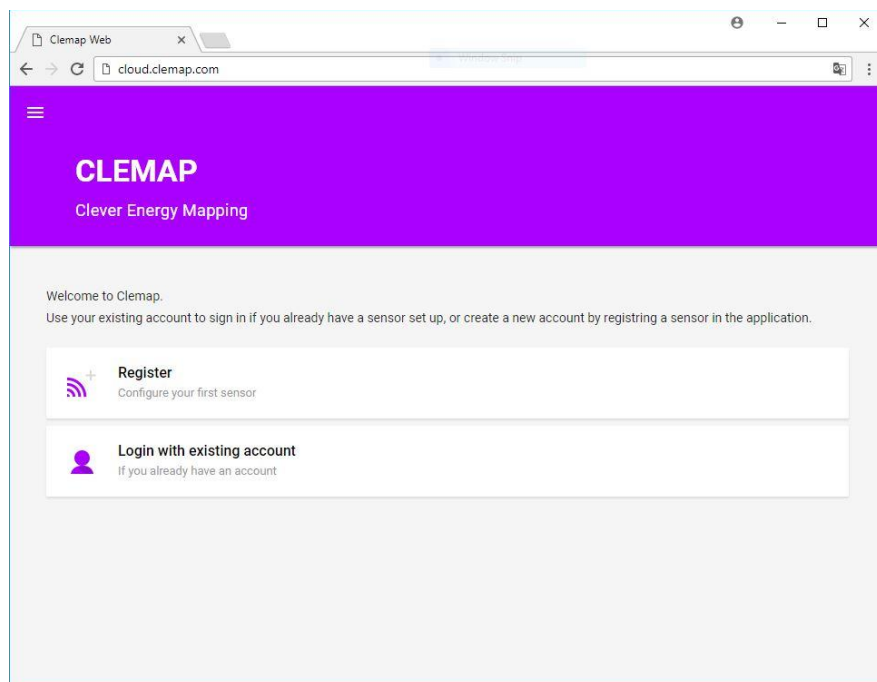 Clemap Web
cloud.clemap.com
Window Snip
CLEMAP
Clever Energy Mapping
Welcome to Clemap.
Use your existing account to sign in if you already have a sensor set up, or create a new account by registring a sensor in the application.
Register
Configure your first sensor
Login with existing account
If you already have an account